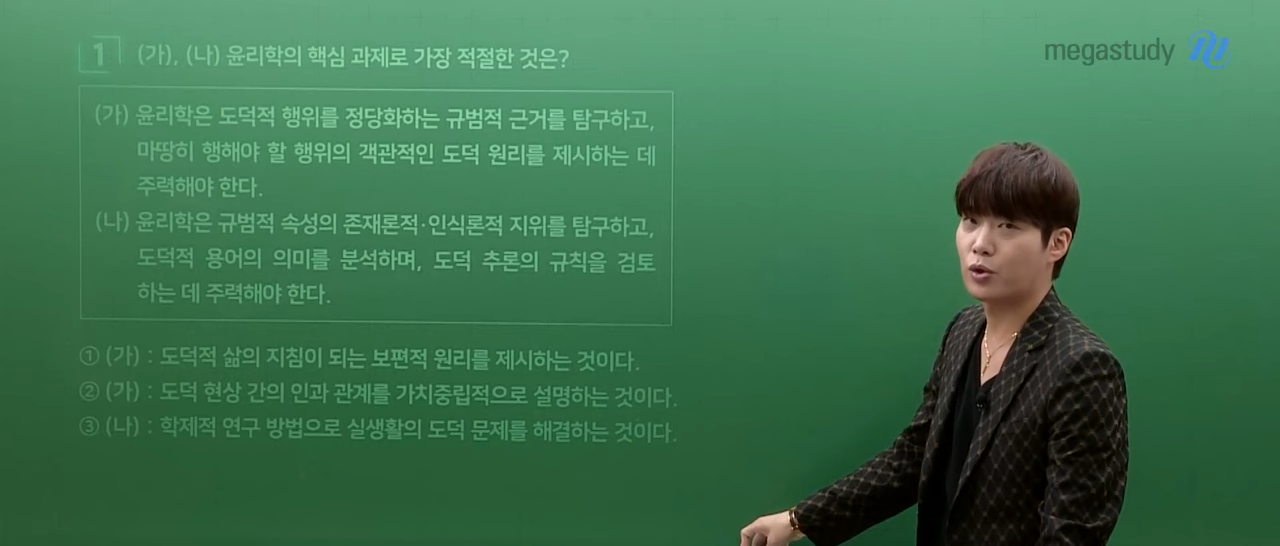 megastudy
1 (가), (나) 윤리학의 핵심 과제로 가장 적절한 것은?
(가) 윤리학은 도덕적 행위를 정당화하는 규범적 근거를 탐구하고,
마땅히 행해야 할 행위의 객관적인 도덕 원리를 제시하는 데
주력해야 한다.
(나) 윤리학은 규범적 속성의 존재론적·인식론적 지위를 탐구하고,
도덕적 용어의 의미를 분석하며, 도덕 추론의 규칙을 검토
하는 데 주력해야 한다.
① (가) : 도덕적 삶의 지침이 되는 보편적 원리를 제시하는 것이다.
② (가) : 도덕 현상 간의 인과 관계를 가치중립적으로 설명하는 것이다.
③ (나) : 학제적 연구 방법으로 실생활의 도덕 문제를 해결하는 것이다.